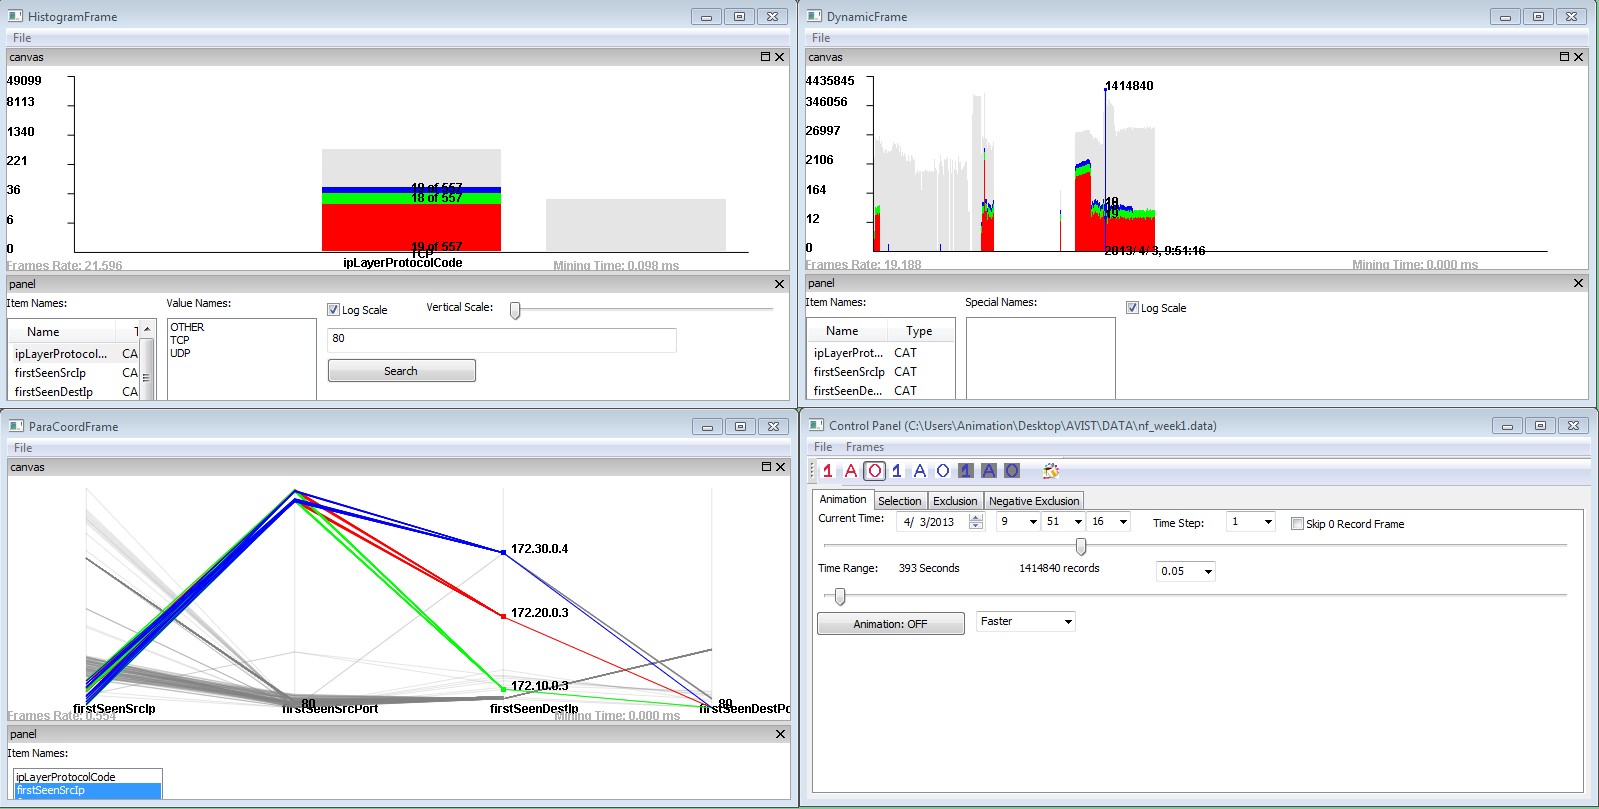 HistogramFrame
File
canvas
49099
8113
1340
221
36
6
0
19 of 557
18 of 557
19 of 557
TCP
ipLayerProtocolCode
Frames Rate: 21.596
Mining Time: 0.098 ms
panel
Item Names:
Value Names:
Name
ipLayerProtocol... CA
firstSeenSrcIp CA
firstSeenDestIp CA
OTHER
TCP
UDP
Log Scale
Vertical Scale:
80
Search
DynamicFrame
File
canvas
4435845
346056
26997
2106
164
12
0
1414840
19
18
19
2013/ 4/ 3, 9:51:16
Frames Rate: 19.188
Mining Time: 0.000 ms
panel
Item Names:
Special Names:
Log Scale
Name Type
ipLayerProt... CAT
firstSeenSrcIp CAT
firstSeenDe... CAT
ParaCoordFrame
File
canvas
172.30.0.4
172.20.0.3
172.10.0.3
80
80
firstSeenSrcIp
firstSeenSrcPort
firstSeenDestIp
firstSeenDestPo
Frames Rate: 0.554
Mining Time: 0.000 ms
panel
Item Names:
ipLayerProtocolCode
firstSeenSrcIp
Control Panel (C:\Users\Animation\Desktop\AVIST\DATA\nf_week1.data)
File Frames
1 A O 1 A O 1 A O
Animation Selection Exclusion Negative Exclusion
Current Time: 4/ 3/2013 9 51 16 Time Step: 1 Skip 0 Record Frame
Time Range: 393 Seconds 1414840 records 0.05
Animation: OFF Faster